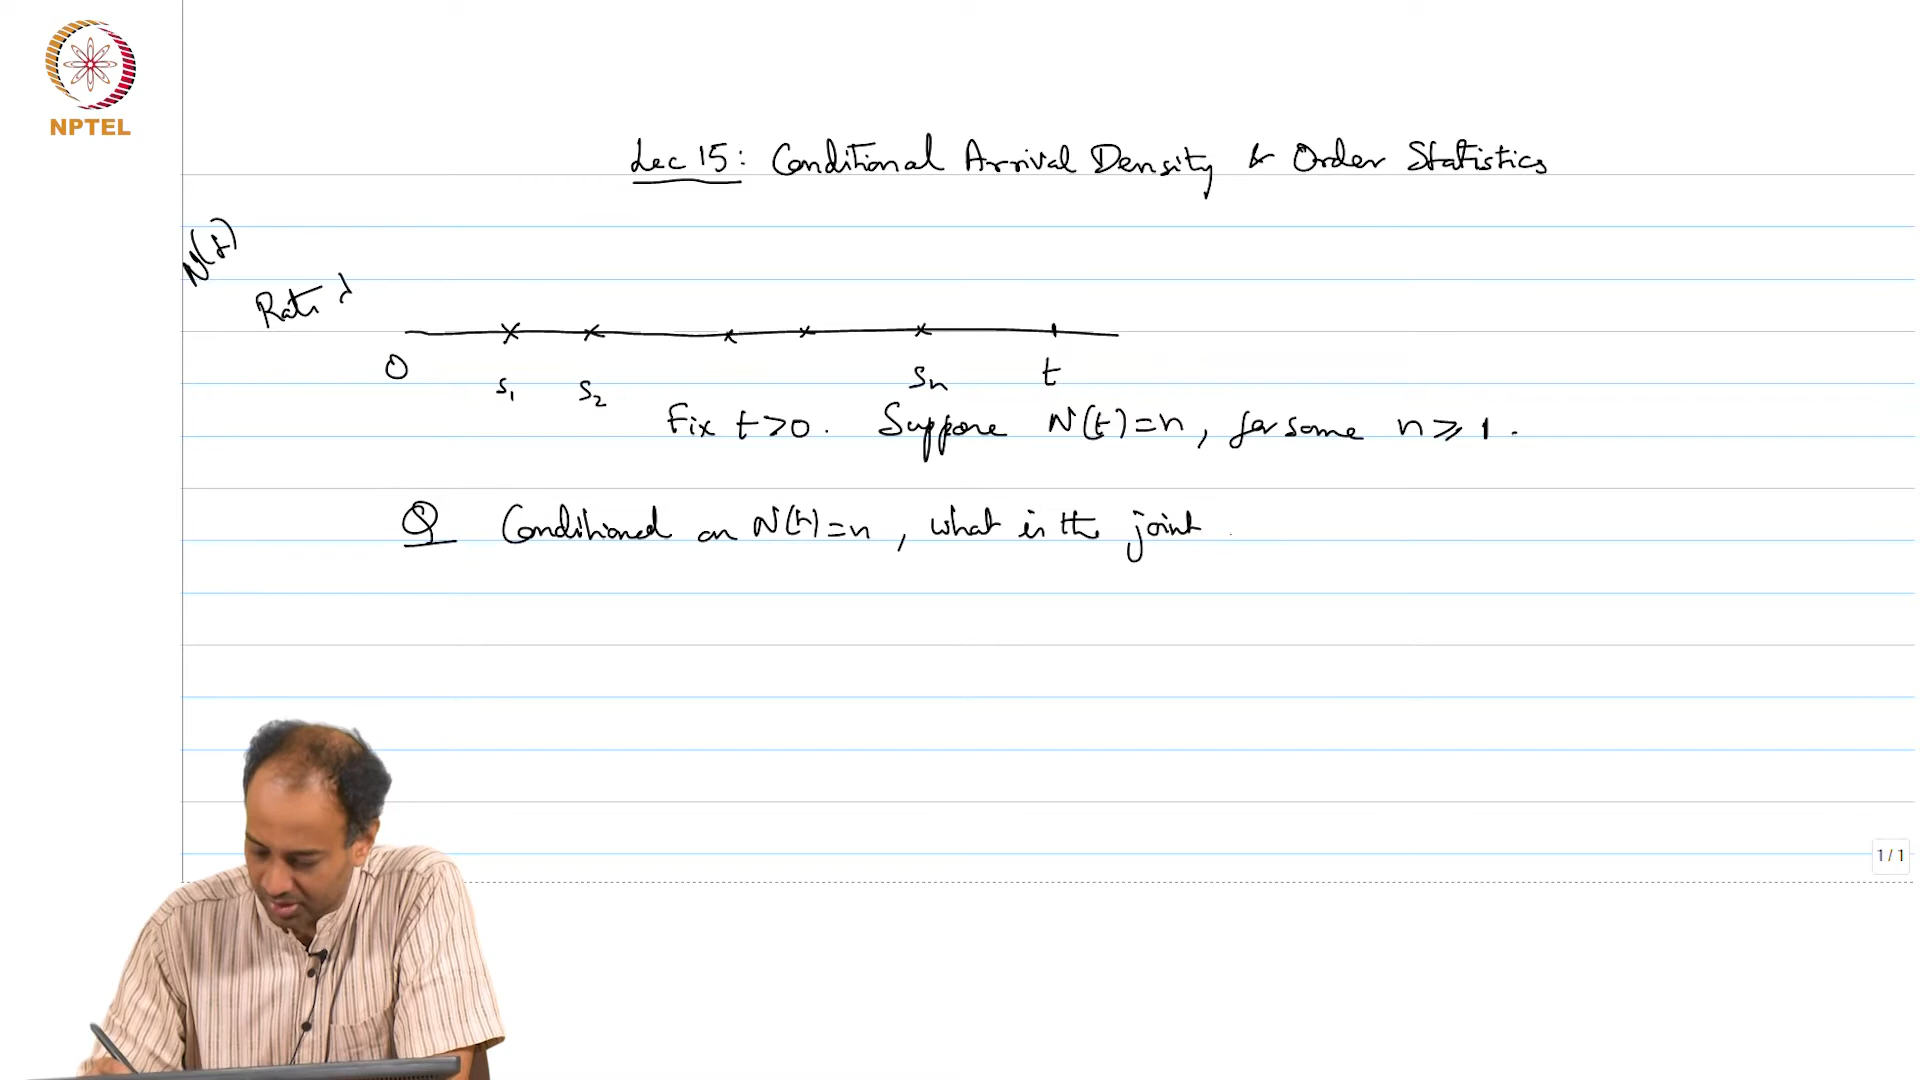 NPTEL
Lec 15: Conditional Arrival Density & Order Statistics
N(t)
Rate λ
0 S₁ S₂ Sₙ t
Fix t>0. Suppose N(t)=n, for some n ≥ 1.
Q Conditioned on N(t)=n, what is the joint
1 / 1